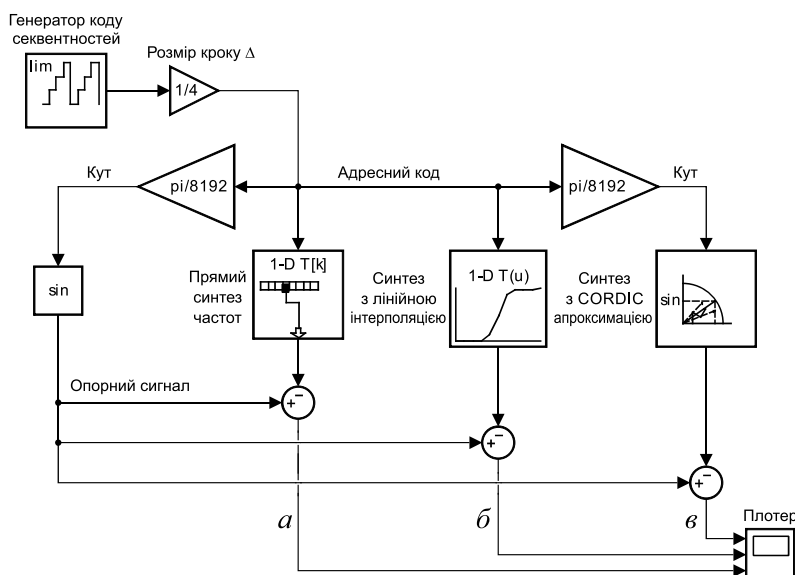 Генератор коду
секвентностей
lim
Розмір кроку Δ
1/4
Кут
pi/8192
Адресний код
pi/8192
Кут
sin
Прямий
синтез
частот
1-D T[k]
Синтез
з лінійною
інтерполяцією
1-D T(u)
Синтез
з CORDIC
апроксимацією
sin
Опорний сигнал
+ −
+ −
+ −
а
б
в
Плотер